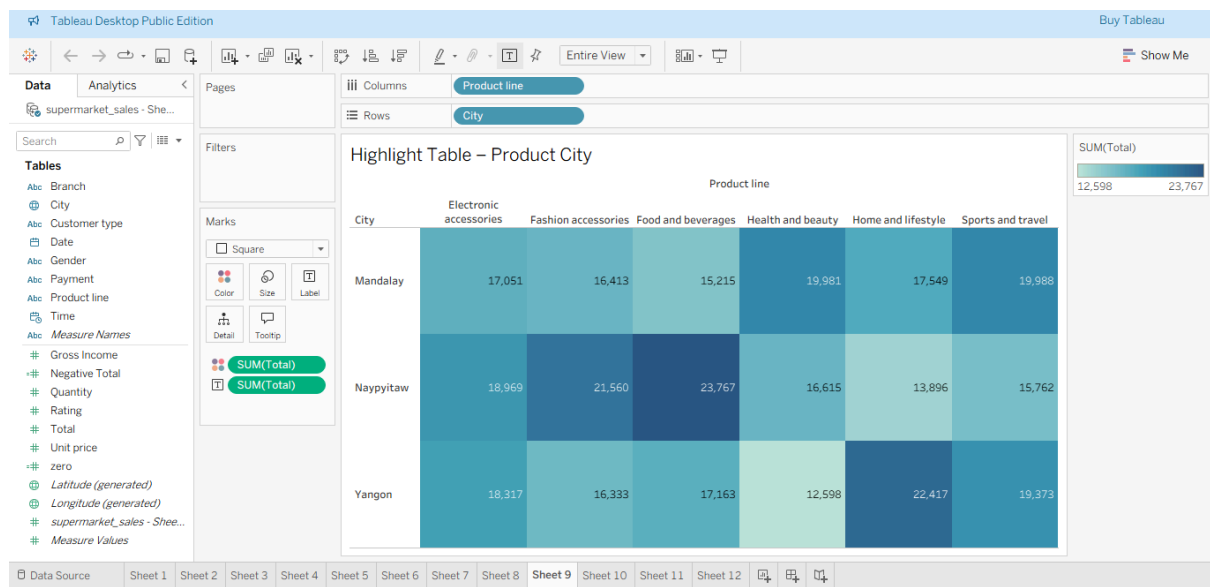 Tableau Desktop Public Edition
Buy Tableau
Entire View
Show Me
Data
Analytics
supermarket_sales - She...
Search
Tables
Abc Branch
City
Abc Customer type
Date
Abc Gender
Abc Payment
Abc Product line
Time
Abc Measure Names
# Gross Income
=# Negative Total
# Quantity
# Rating
# Total
# Unit price
=# zero
Latitude (generated)
Longitude (generated)
# supermarket_sales - Shee...
# Measure Values
Pages
Filters
Marks
Square
Color Size Label
Detail Tooltip
SUM(Total)
SUM(Total)
Columns Product line
Rows City
Highlight Table – Product City
Product line
City Electronic accessories Fashion accessories Food and beverages Health and beauty Home and lifestyle Sports and travel
Mandalay 17,051 16,413 15,215 19,981 17,549 19,988
Naypyitaw 18,969 21,560 23,767 16,615 13,896 15,762
Yangon 18,317 16,333 17,163 12,598 22,417 19,373
SUM(Total)
12,598 23,767
Data Source Sheet 1 Sheet 2 Sheet 3 Sheet 4 Sheet 5 Sheet 6 Sheet 7 Sheet 8 Sheet 9 Sheet 10 Sheet 11 Sheet 12